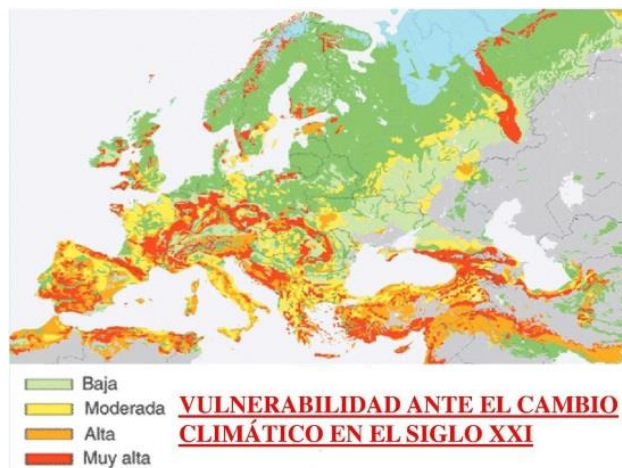 Baja
Moderada
Alta
Muy alta
VULNERABILIDAD ANTE EL CAMBIO
CLIMÁTICO EN EL SIGLO XXI